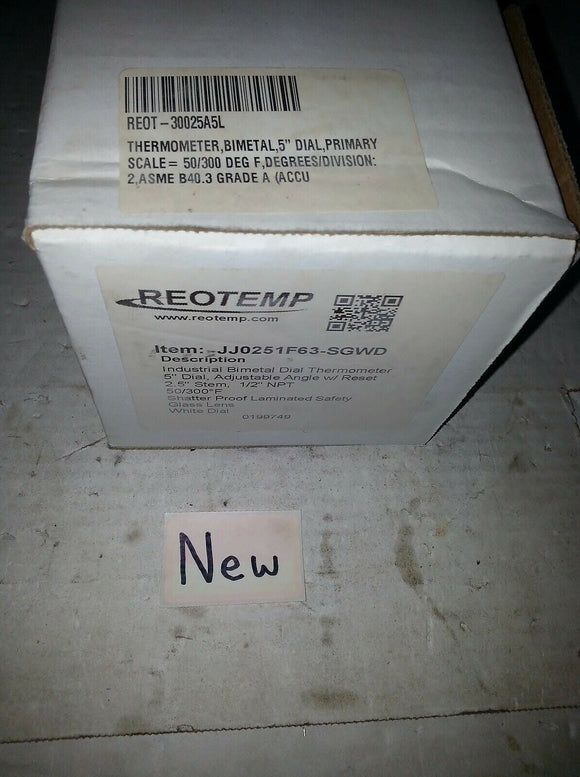 REOT-30025A5L
THERMOMETER,BIMETAL,5" DIAL,PRIMARY
SCALE= 50/300 DEG F,DEGREES/DIVISION:
2,ASME B40.3 GRADE A (ACCU
REOTEMP
www.reotemp.com
Item: JJ0251F63-SGWD
Description
Industrial Bimetal Dial Thermometer
5" Dial, Adjustable Angle w/ Reset
2.5" Stem, 1/2" NPT
50/300°F
Shatter Proof Laminated Safety
Glass Lens
White Dial
0199749
New